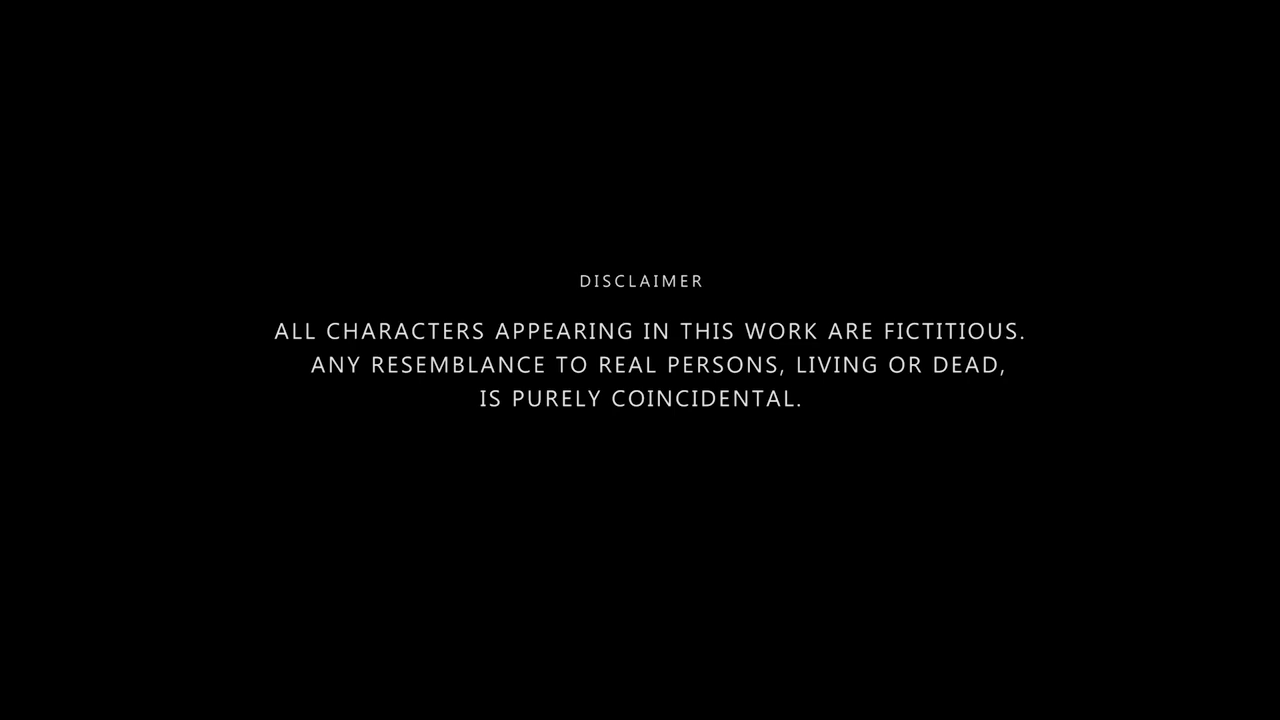 DISCLAIMER
ALL CHARACTERS APPEARING IN THIS WORK ARE FICTITIOUS.
ANY RESEMBLANCE TO REAL PERSONS, LIVING OR DEAD,
IS PURELY COINCIDENTAL.